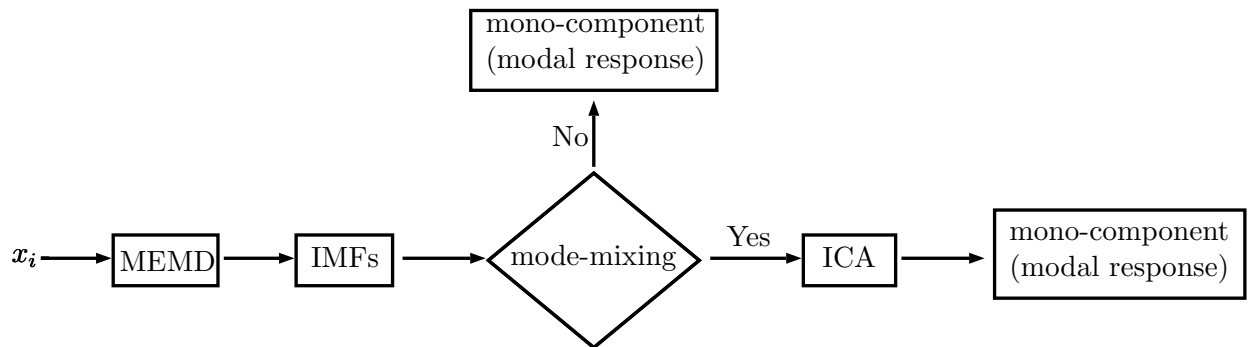 mono-component
(modal response)
No
x_i
MEMD
IMFs
mode-mixing
Yes
ICA
mono-component
(modal response)